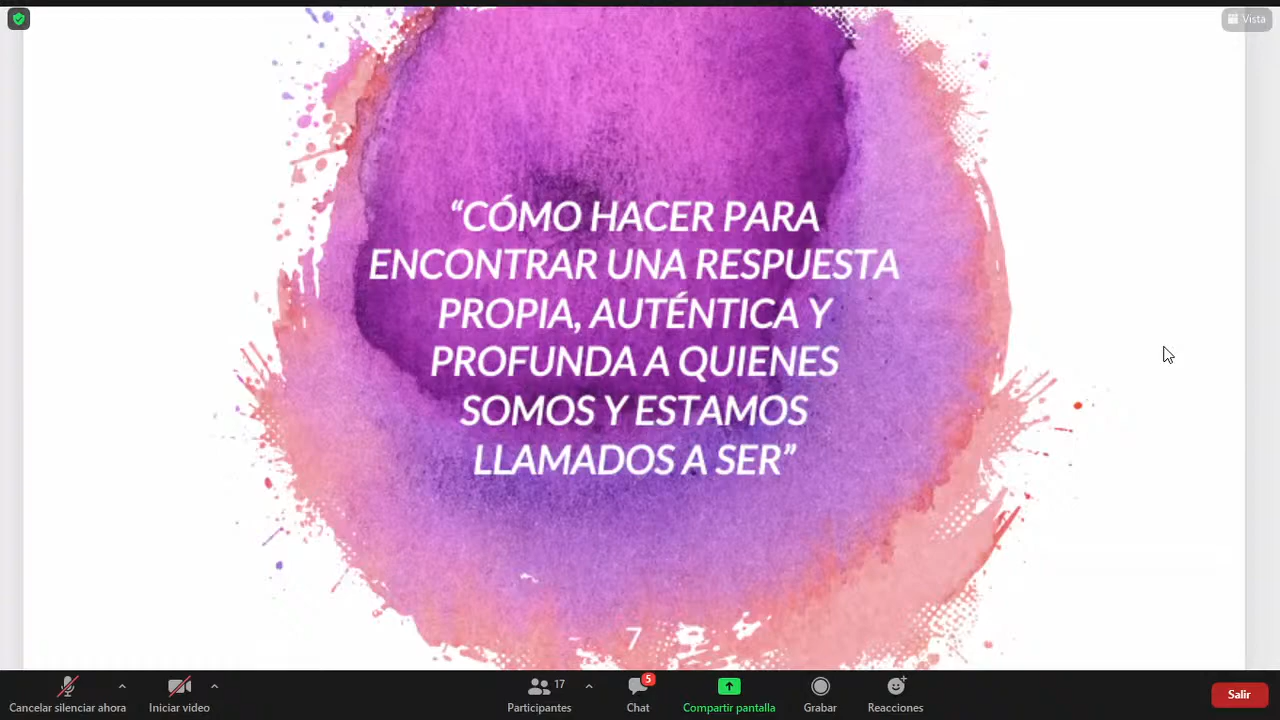 Vista
“CÓMO HACER PARA
ENCONTRAR UNA RESPUESTA
PROPIA, AUTÉNTICA Y
PROFUNDA A QUIENES
SOMOS Y ESTAMOS
LLAMADOS A SER”
7
Cancelar silenciar ahora
Iniciar video
17
Participantes
5
Chat
Compartir pantalla
Grabar
Reacciones
Salir